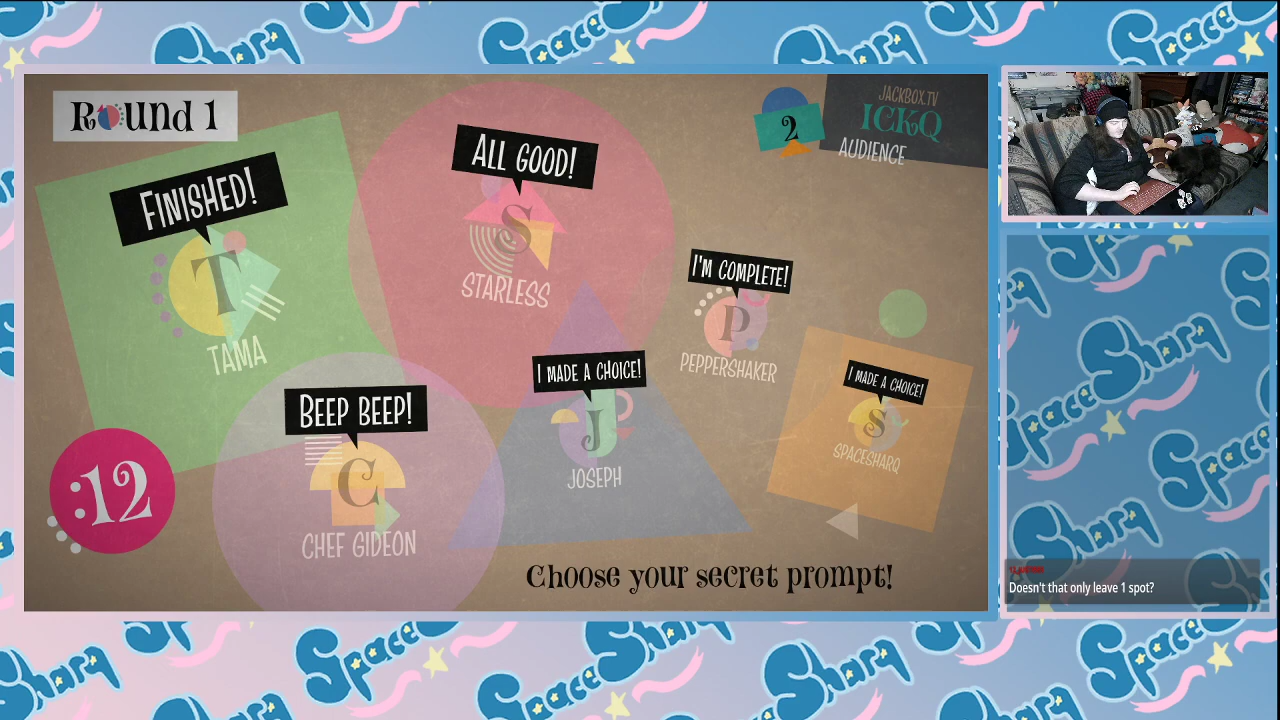 Round 1
FINISHED!
T
TAMA
ALL GOOD!
S
STARLESS
2
JACKBOX.TV
ICKQ
AUDIENCE
I'M COMPLETE!
P
PEPPERSHAKER
I MADE A CHOICE!
J
JOSEPH
I MADE A CHOICE!
S
SPACESHARQ
BEEP BEEP!
C
CHEF GIDEON
:12
Choose your secret prompt!
Doesn't that only leave 1 spot?
SpaceSharq